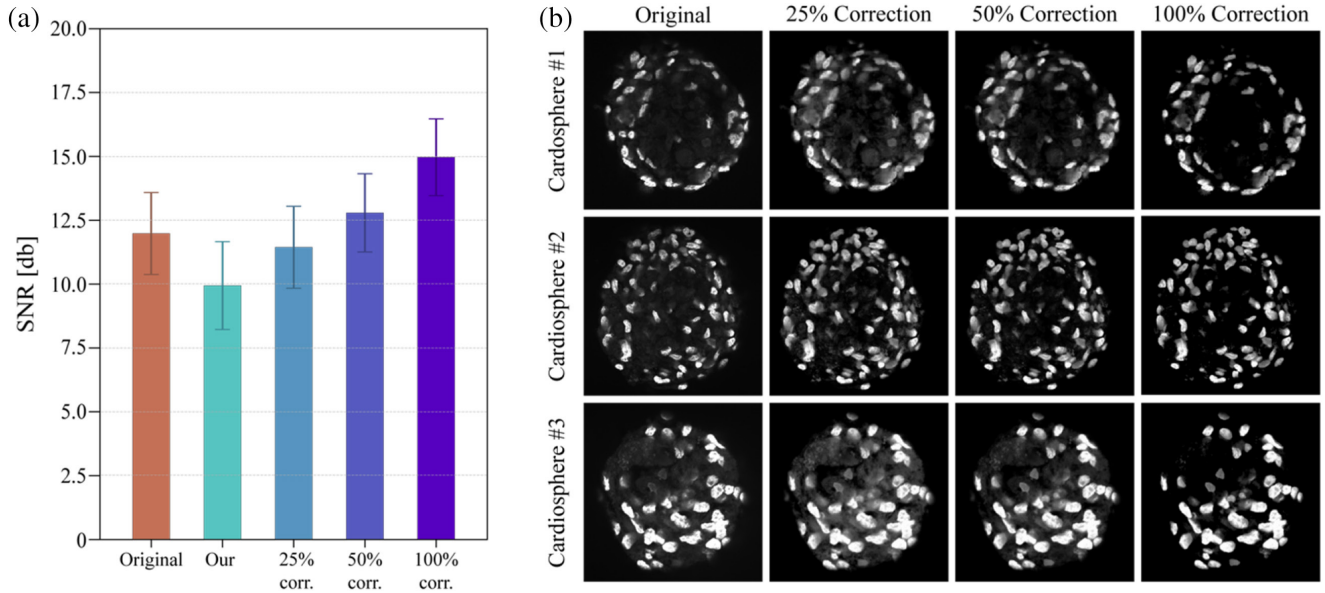 (a)
20.0
17.5
15.0
12.5
10.0
7.5
5.0
2.5
0
SNR [db]
Original
Our
25% corr.
50% corr.
100% corr.
(b)
Original
25% Correction
50% Correction
100% Correction
Cardosphere #1
Cardiosphere #2
Cardiosphere #3